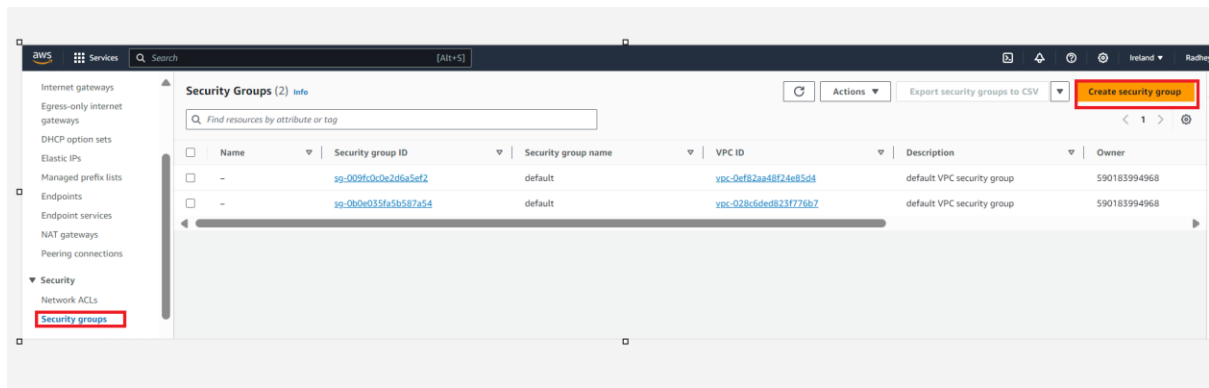 aws Services Search [Alt+S] Ireland ▼ Radhe
Internet gateways
Egress-only internet
gateways
DHCP option sets
Elastic IPs
Managed prefix lists
Endpoints
Endpoint services
NAT gateways
Peering connections
▼ Security
Network ACLs
Security groups
Security Groups (2) Info
Actions ▼ Export security groups to CSV ▼ Create security group
Find resources by attribute or tag
< 1 >
Name Security group ID Security group name VPC ID Description Owner
– sg-009fc0c0e2d6a5ef2 default vpc-0ef82aa48f24e85d4 default VPC security group 590183994968
– sg-0b0e035fa5b587a54 default vpc-028c6ded823f776b7 default VPC security group 590183994968